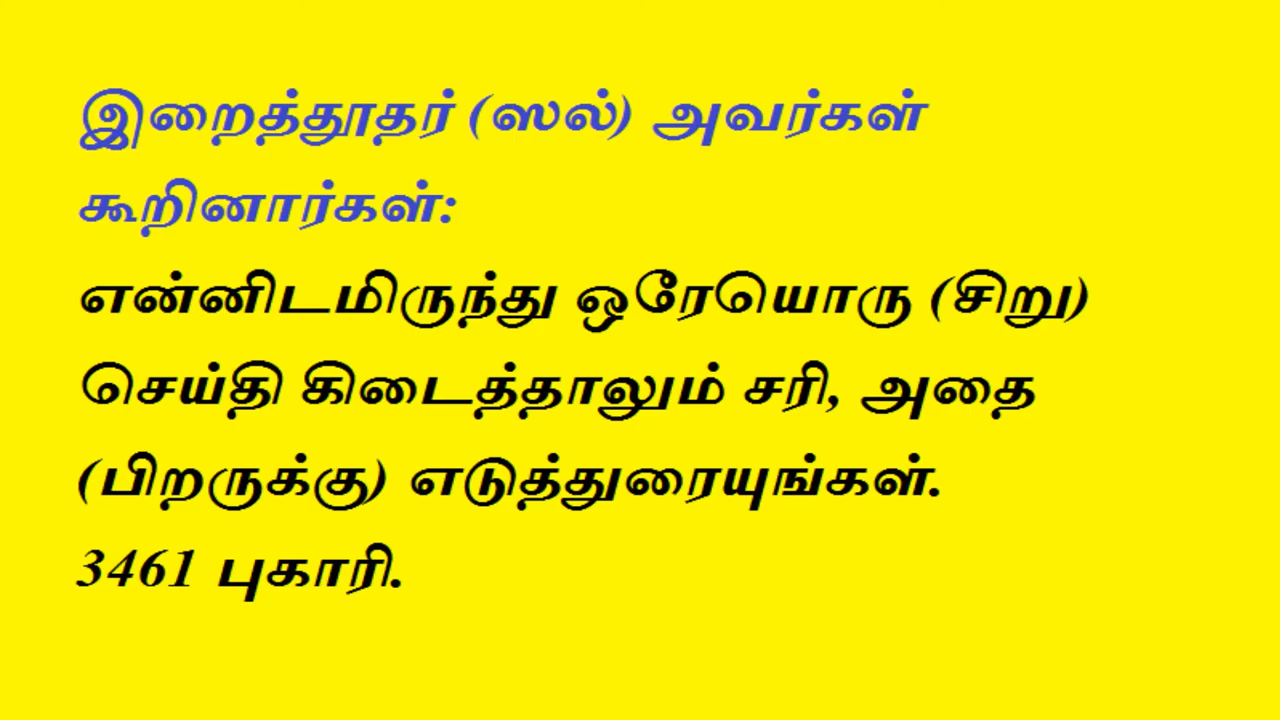 இறைத்தூதர் (ஸல்) அவர்கள்
கூறினார்கள்:
என்னிடமிருந்து ஒரேயொரு (சிறு)
செய்தி கிடைத்தாலும் சரி, அதை
(பிறருக்கு) எடுத்துரையுங்கள்.
3461 புகாரி.